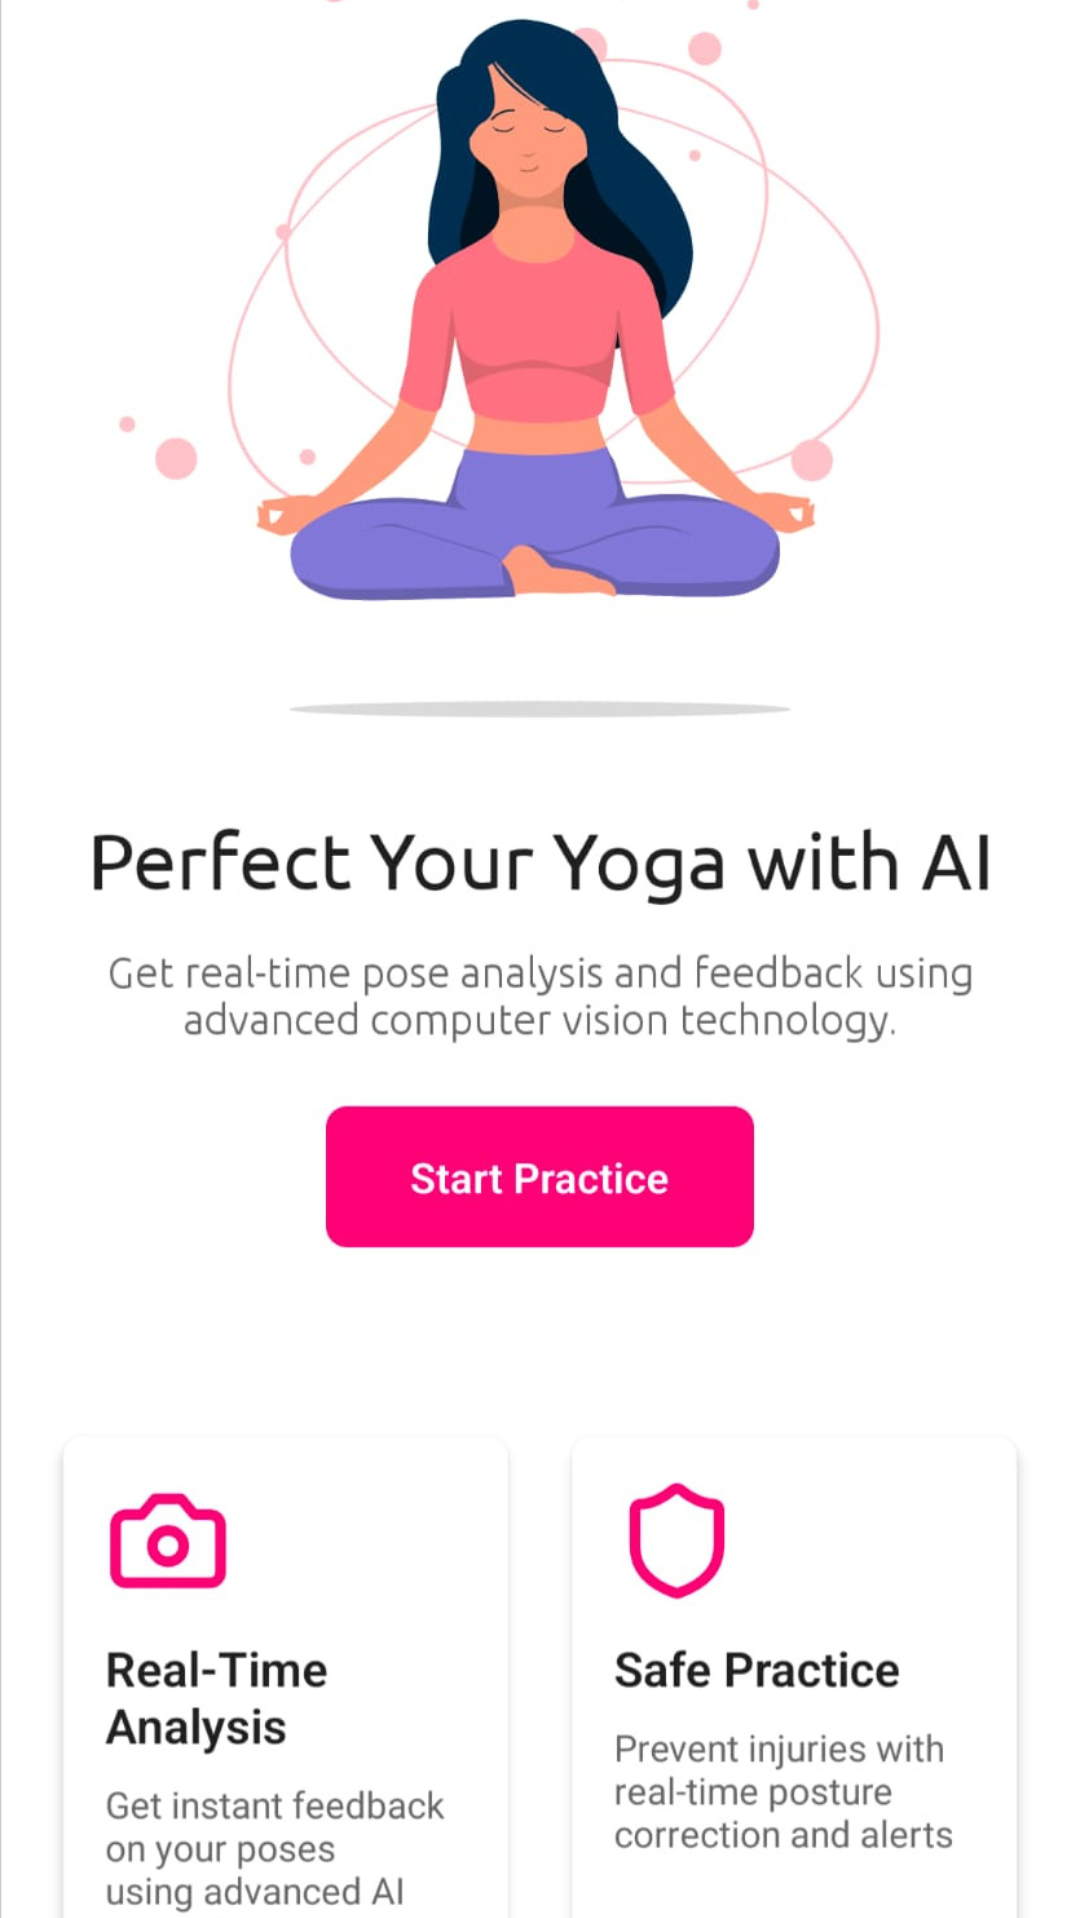 Perfect Your Yoga with AI
Get real-time pose analysis and feedback using
advanced computer vision technology.
Start Practice
Real-Time
Analysis
Get instant feedback
on your poses
using advanced AI
Safe Practice
Prevent injuries with
real-time posture
correction and alerts